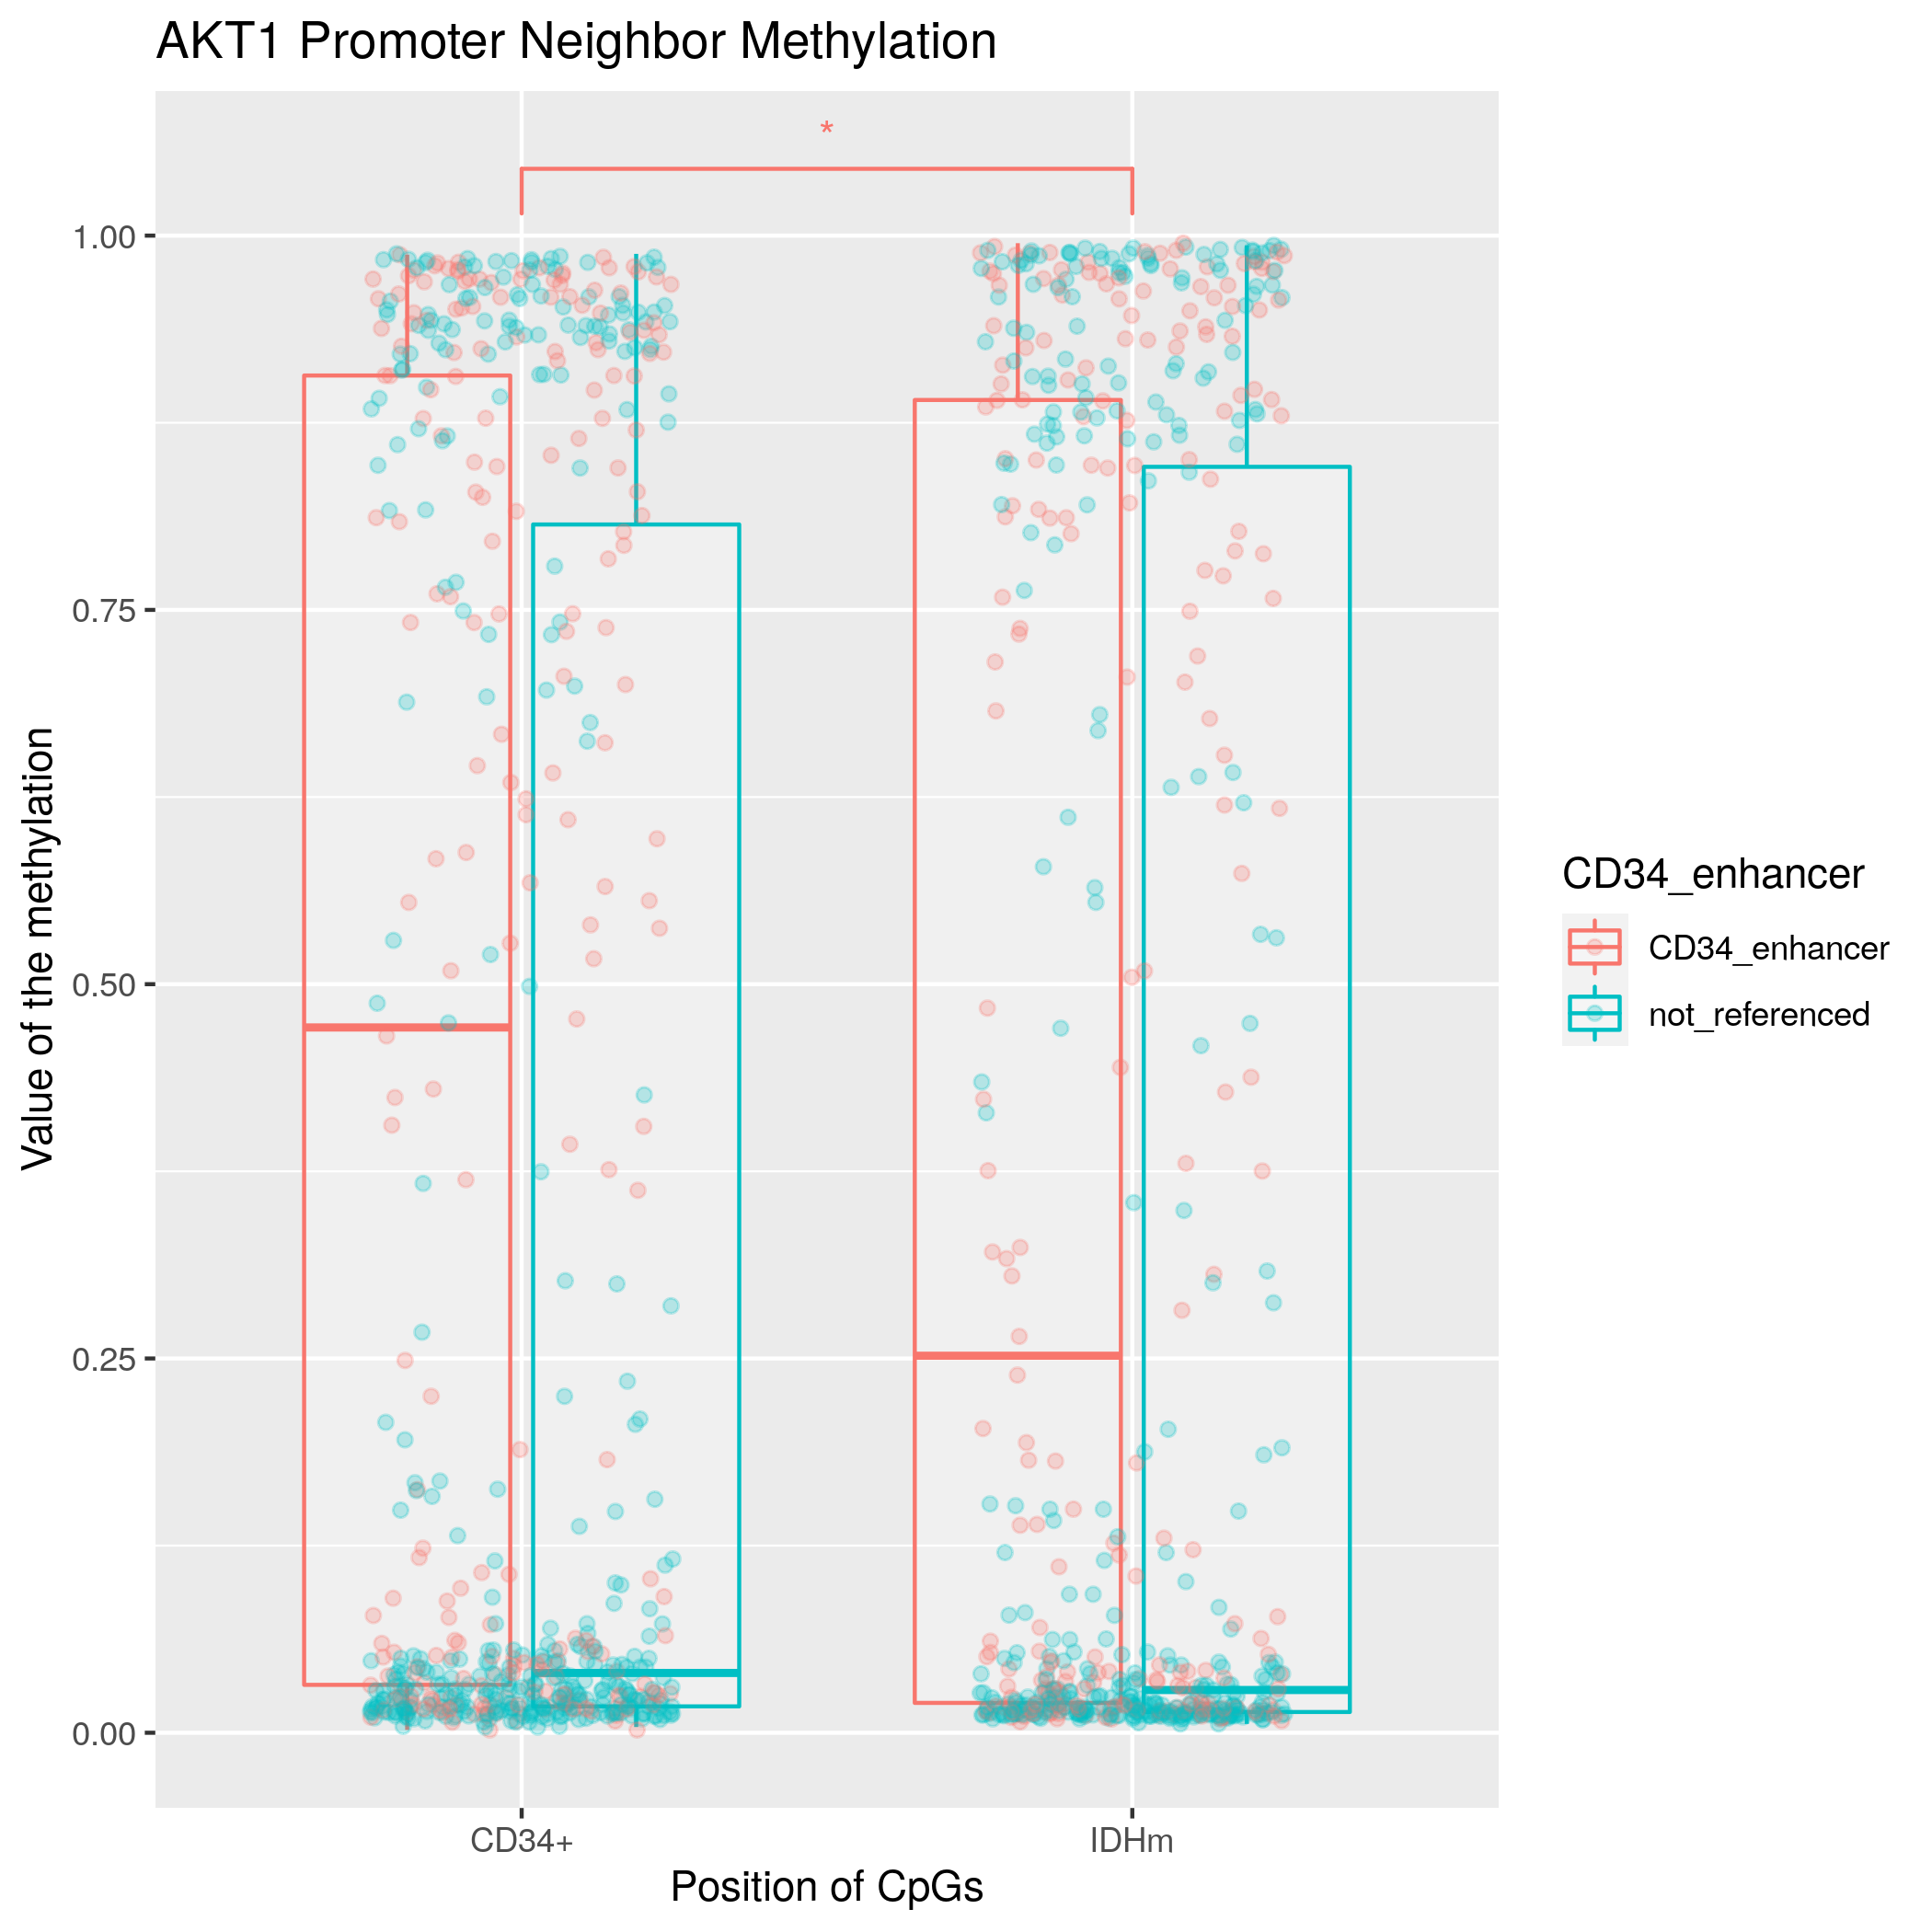 AKT1 Promoter Neighbor Methylation
*
1.00
0.75
0.50
0.25
0.00
Value of the methylation
CD34+
IDHm
Position of CpGs
CD34_enhancer
CD34_enhancer
not_referenced